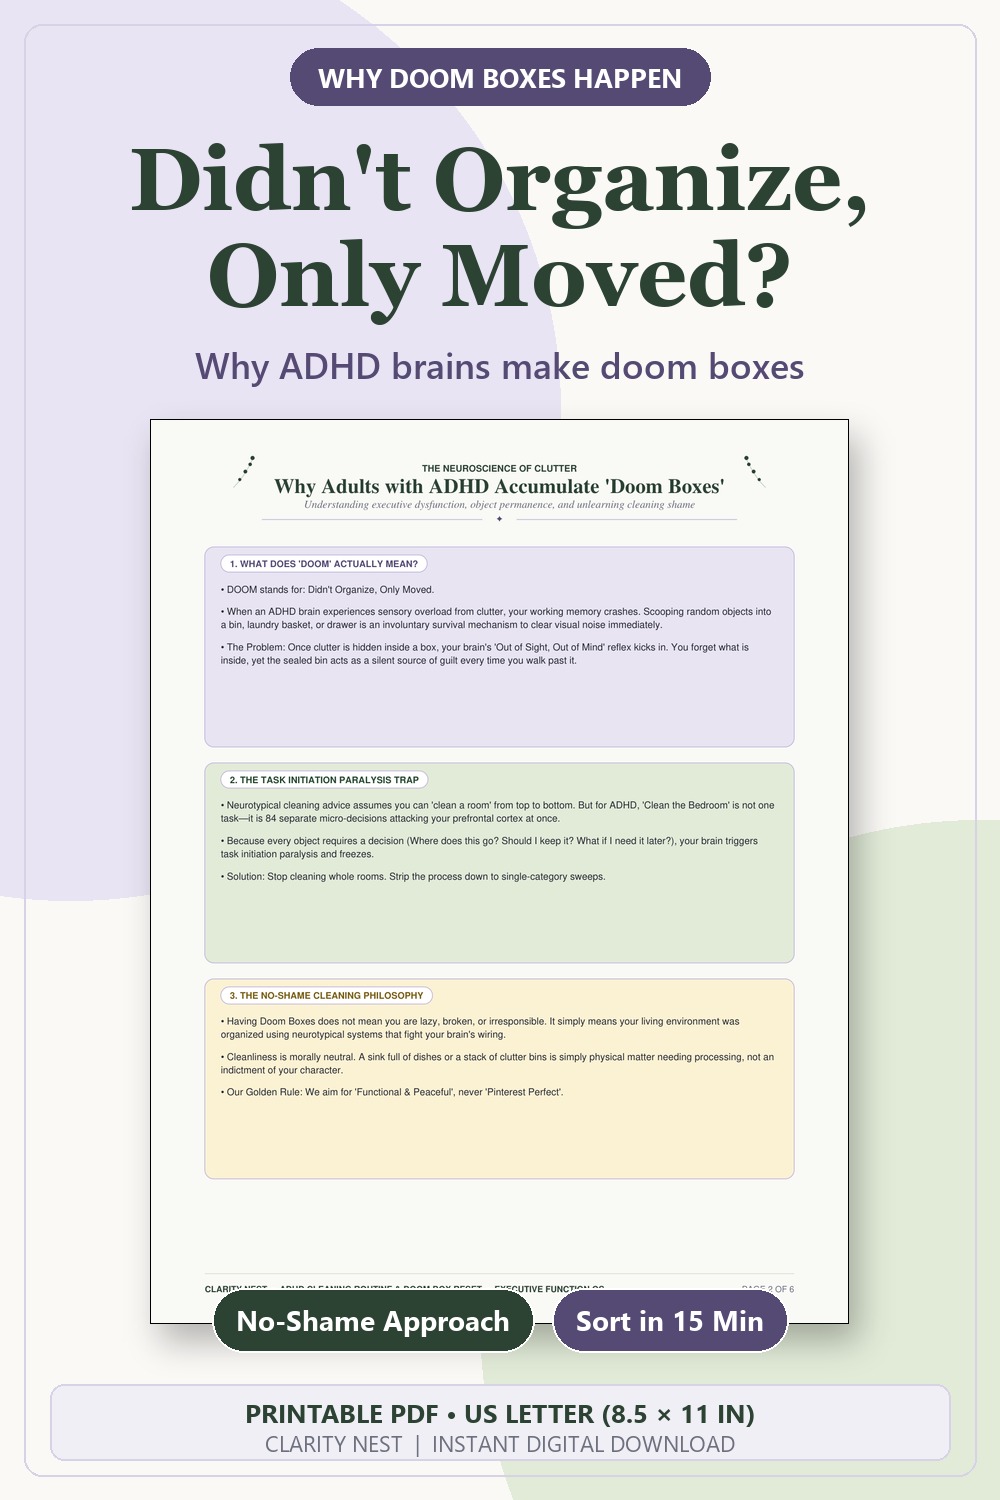 WHY DOOM BOXES HAPPEN
Didn't Organize,
Only Moved?
Why ADHD brains make doom boxes
THE NEUROSCIENCE OF CLUTTER
Why Adults with ADHD Accumulate 'Doom Boxes'
Understanding executive dysfunction, object permanence, and unlearning cleaning shame
1. WHAT DOES 'DOOM' ACTUALLY MEAN?
• DOOM stands for: Didn't Organize, Only Moved.
• When an ADHD brain experiences sensory overload from clutter, your working memory crashes. Scooping random objects into
a bin, laundry basket, or drawer is an involuntary survival mechanism to clear visual noise immediately.
• The Problem: Once clutter is hidden inside a box, your brain's 'Out of Sight, Out of Mind' reflex kicks in. You forget what is
inside, yet the sealed bin acts as a silent source of guilt every time you walk past it.
2. THE TASK INITIATION PARALYSIS TRAP
• Neurotypical cleaning advice assumes you can 'clean a room' from top to bottom. But for ADHD, 'Clean the Bedroom' is not one
task—it is 84 separate micro-decisions attacking your prefrontal cortex at once.
• Because every object requires a decision (Where does this go? Should I keep it? What if I need it later?), your brain triggers
task initiation paralysis and freezes.
• Solution: Stop cleaning whole rooms. Strip the process down to single-category sweeps.
3. THE NO-SHAME CLEANING PHILOSOPHY
• Having Doom Boxes does not mean you are lazy, broken, or irresponsible. It simply means your living environment was
organized using neurotypical systems that fight your brain's wiring.
• Cleanliness is morally neutral. A sink full of dishes or a stack of clutter bins is simply physical matter needing processing, not an
indictment of your character.
• Our Golden Rule: We aim for 'Functional & Peaceful', never 'Pinterest Perfect'.
CLARITY NEST ADHD CLEANING ROUTINE & DOOM BOX RESET EXECUTIVE FUNCTION OS
PAGE 2 OF 6
No-Shame Approach
Sort in 15 Min
PRINTABLE PDF • US LETTER (8.5 × 11 IN)
CLARITY NEST | INSTANT DIGITAL DOWNLOAD